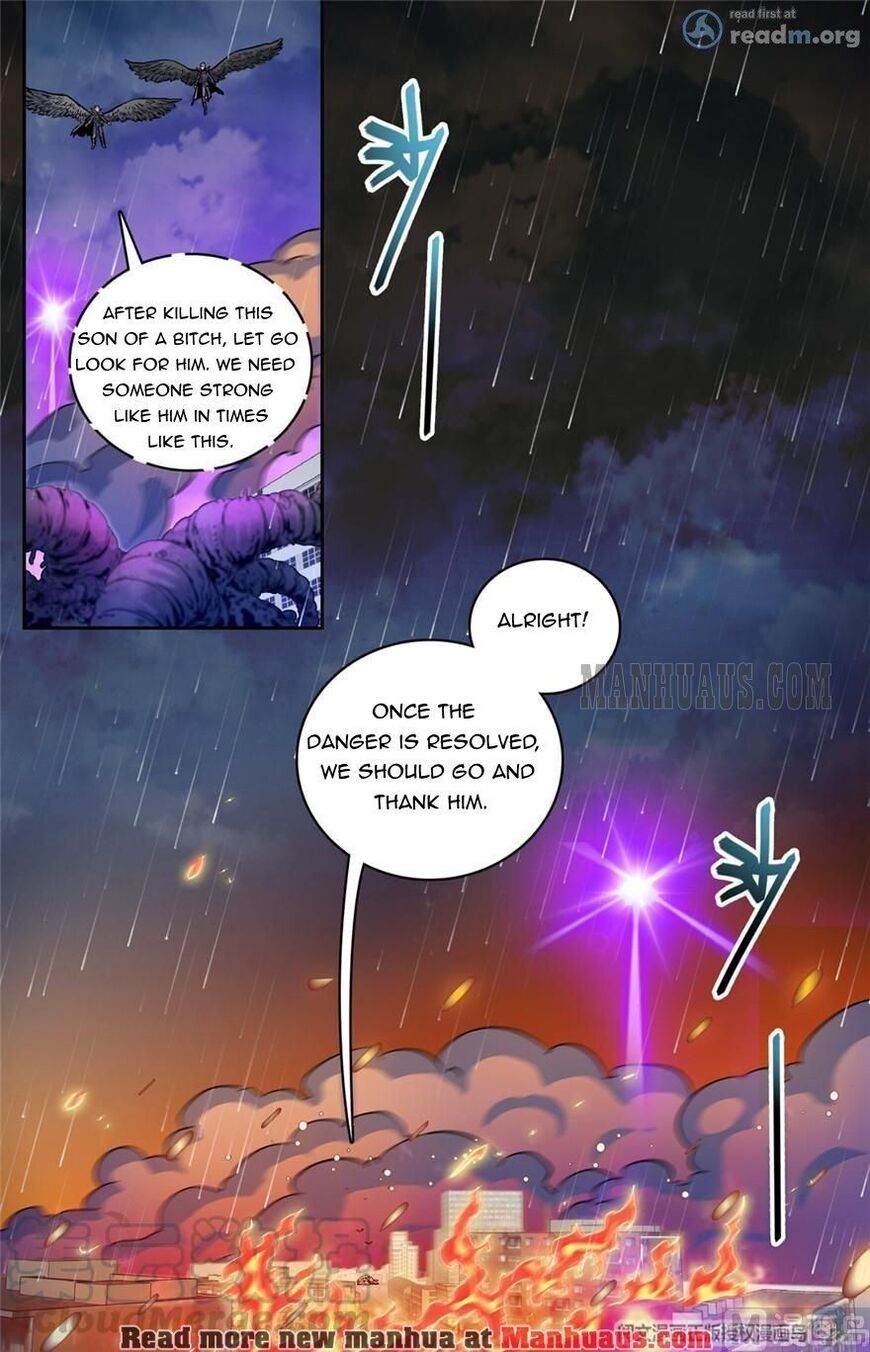 read first at
readm.org
AFTER KILLING THIS
SON OF A BITCH, LET GO
LOOK FOR HIM. WE NEED
SOMEONE STRONG
LIKE HIM IN TIMES
LIKE THIS.
ALRIGHT!
MANHUAUS.COM
ONCE THE
DANGER IS RESOLVED,
WE SHOULD GO AND
THANK HIM.
CloudMerge.com
Read more new manhua at Manhuaus.com